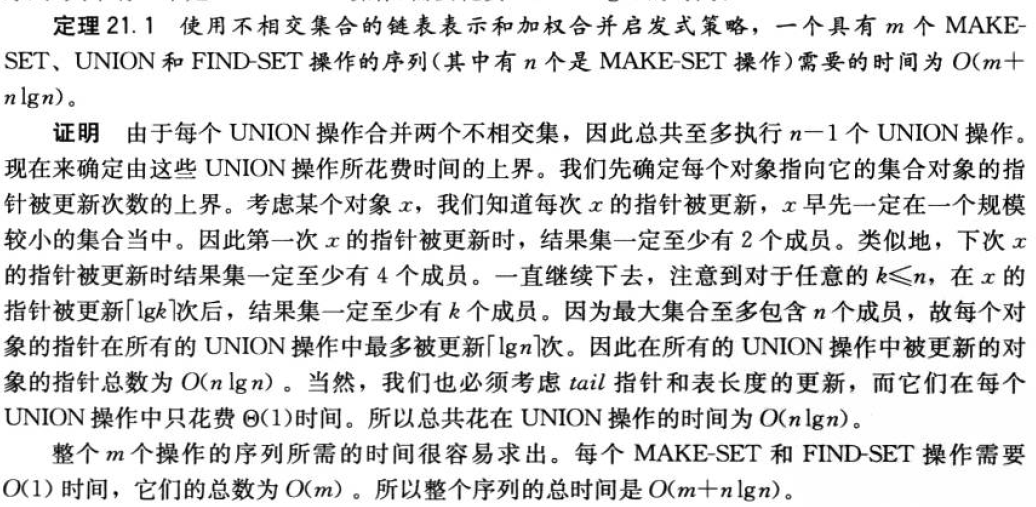 定理21.1 使用不相交集合的链表表示和加权合并启发式策略，一个具有 m 个 MAKE-
SET、UNION 和 FIND-SET 操作的序列(其中有 n 个是 MAKE-SET 操作)需要的时间为 O(m+
nlgn)。
证明 由于每个 UNION 操作合并两个不相交集，因此总共至多执行 n−1 个 UNION 操作。
现在来确定由这些 UNION 操作所花费时间的上界。我们先确定每个对象指向它的集合对象的指
针被更新次数的上界。考虑某个对象 x，我们知道每次 x 的指针被更新，x 早先一定在一个规模
较小的集合当中。因此第一次 x 的指针被更新时，结果集一定至少有 2 个成员。类似地，下次 x
的指针被更新时结果集一定至少有 4 个成员。一直继续下去，注意到对于任意的 k≤n，在 x 的
指针被更新⌈lgk⌉次后，结果集一定至少有 k 个成员。因为最大集合至多包含 n 个成员，故每个对
象的指针在所有的 UNION 操作中最多被更新⌈lgn⌉次。因此在所有的 UNION 操作中被更新的对
象的指针总数为 O(nlgn)。当然，我们也必须考虑 tail 指针和表长度的更新，而它们在每个
UNION 操作中只花费 Θ(1)时间。所以总共花在 UNION 操作的时间为 O(nlgn)。
整个 m 个操作的序列所需的时间很容易求出。每个 MAKE-SET 和 FIND-SET 操作需要
O(1) 时间，它们的总数为 O(m)。所以整个序列的总时间是 O(m+nlgn)。